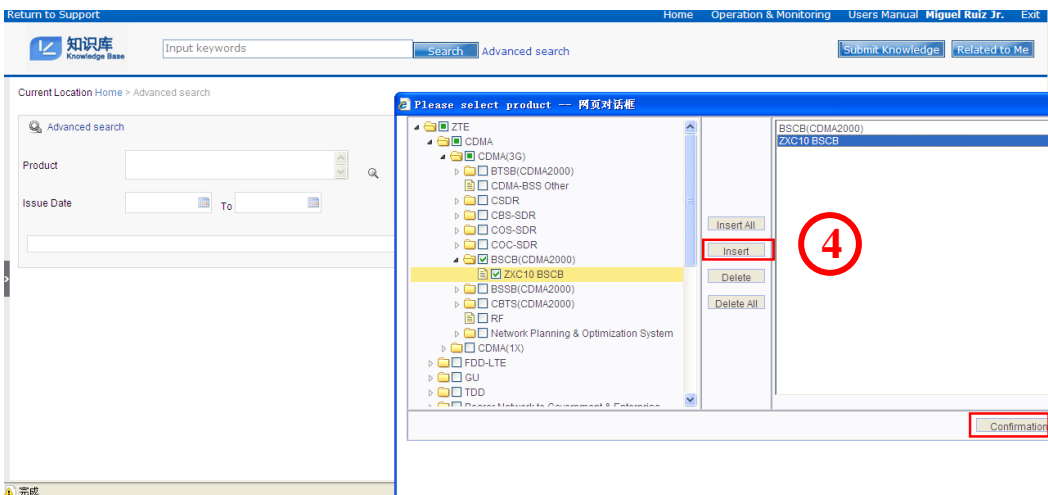 Return to Support
Home Operation & Monitoring Users Manual Miguel Ruiz Jr. Exit
知识库
Knowledge Base
Input keywords
Search Advanced search
Submit Knowledge Related to Me
Current Location Home > Advanced search
Advanced search
Product
Issue Date
To
Please select product -- 网页对话框
ZTE
CDMA
CDMA(3G)
BTSB(CDMA2000)
CDMA-BSS Other
CSDR
CBS-SDR
COS-SDR
COC-SDR
BSCB(CDMA2000)
ZXC10 BSCB
BSSB(CDMA2000)
CBTS(CDMA2000)
RF
Network Planning & Optimization System
CDMA(1X)
FDD-LTE
GU
TDD
Bearer Network to Government & Enterprise
Insert All
Insert
Delete
Delete All
BSCB(CDMA2000)
ZXC10 BSCB
4
Confirmation
完成